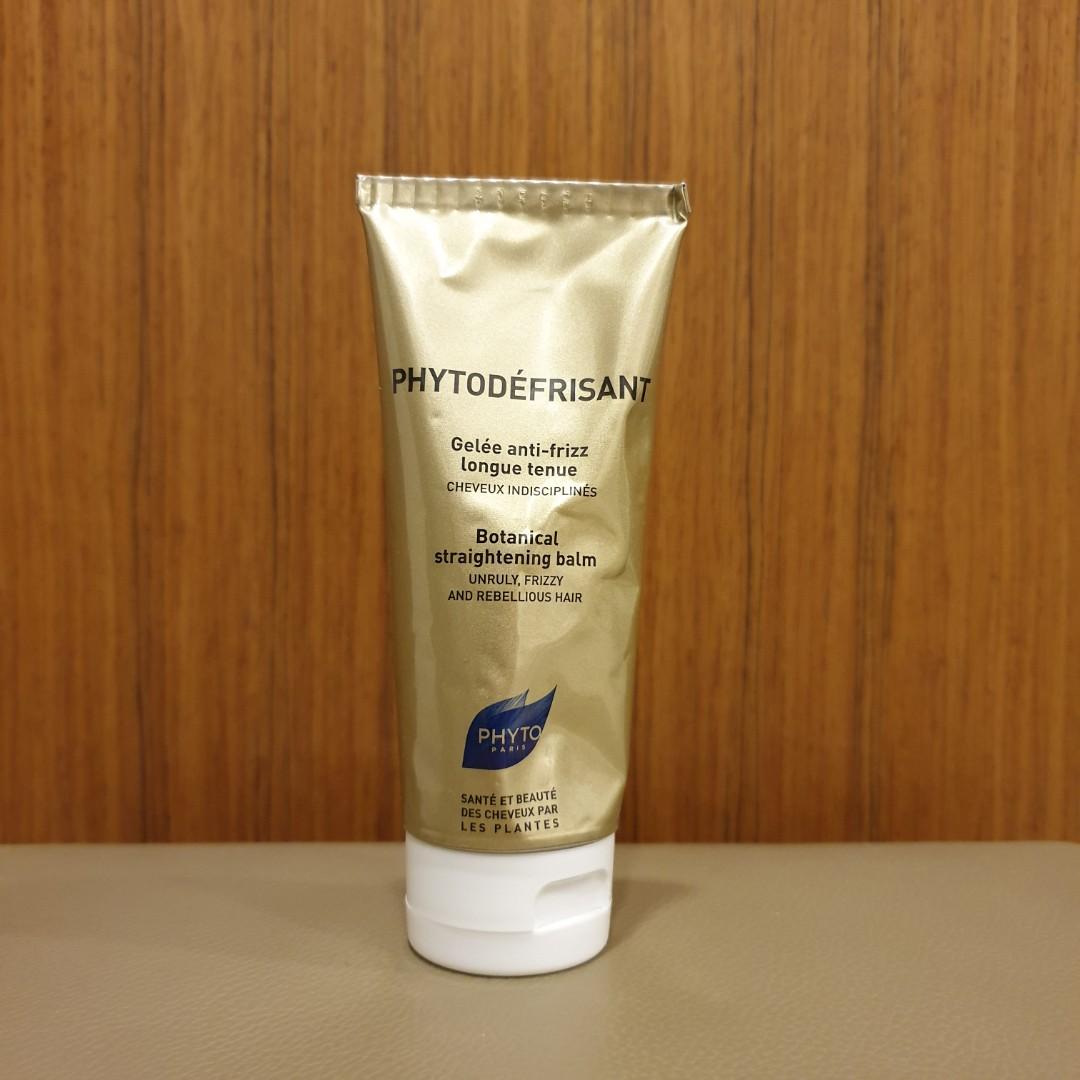 PHYTODÉFRISANT
Gelée anti-frizz
longue tenue
CHEVEUX INDISCIPLINÉS
Botanical
straightening balm
UNRULY, FRIZZY
AND REBELLIOUS HAIR
PHYTO
PARIS
SANTÉ ET BEAUTÉ
DES CHEVEUX PAR
LES PLANTES